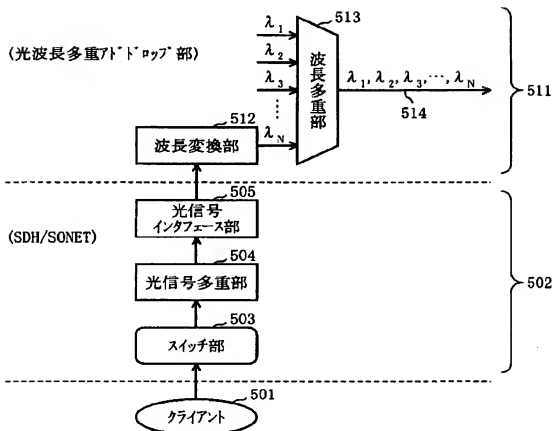 513
(光波長多重アドドロップ部)
λ1
λ2
λ3
λN
波長多重部
λ1, λ2, λ3, ⋯, λN
514
511
512
波長変換部
505
光信号
インタフェース部
(SDH/SONET)
504
光信号多重部
502
503
スイッチ部
501
クライアント